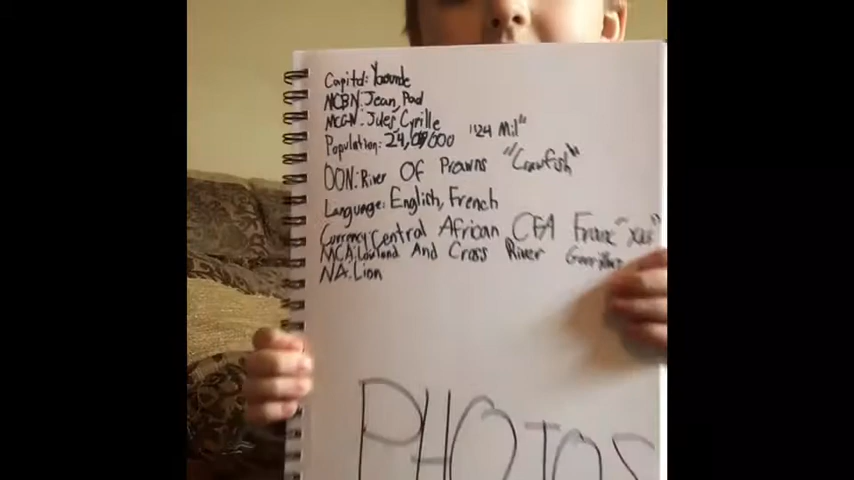 Capitol: Yaounde
MCBN: Jean, Paul
MCGN: Jules, Cyrille
Population: 24,000,000 "24 Mil"
OON: River Of Prawns "Crawfish"
Language: English, French
Currency: Central African CFA Franc "XAF"
MCA: Lowland And Cross River Gorillas
NA: Lion
PHOTOS